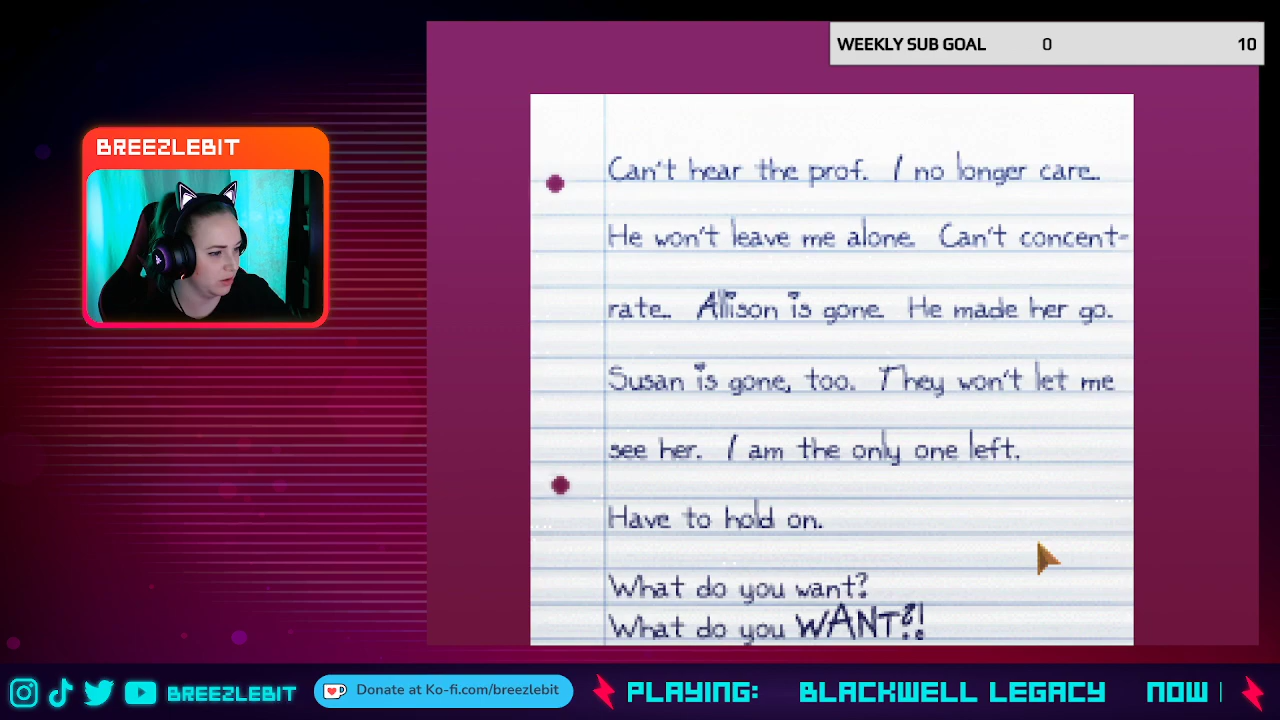 WEEKLY SUB GOAL 0 10
BREEZLEBIT
Can't hear the prof. I no longer care.
He won't leave me alone. Can't concent-
rate. Allison is gone. He made her go.
Susan is gone, too. They won't let me
see her. I am the only one left.
Have to hold on.
What do you want?
What do you WANT?!
BREEZLEBIT Donate at Ko-fi.com/breezlebit PLAYING: BLACKWELL LEGACY NOW